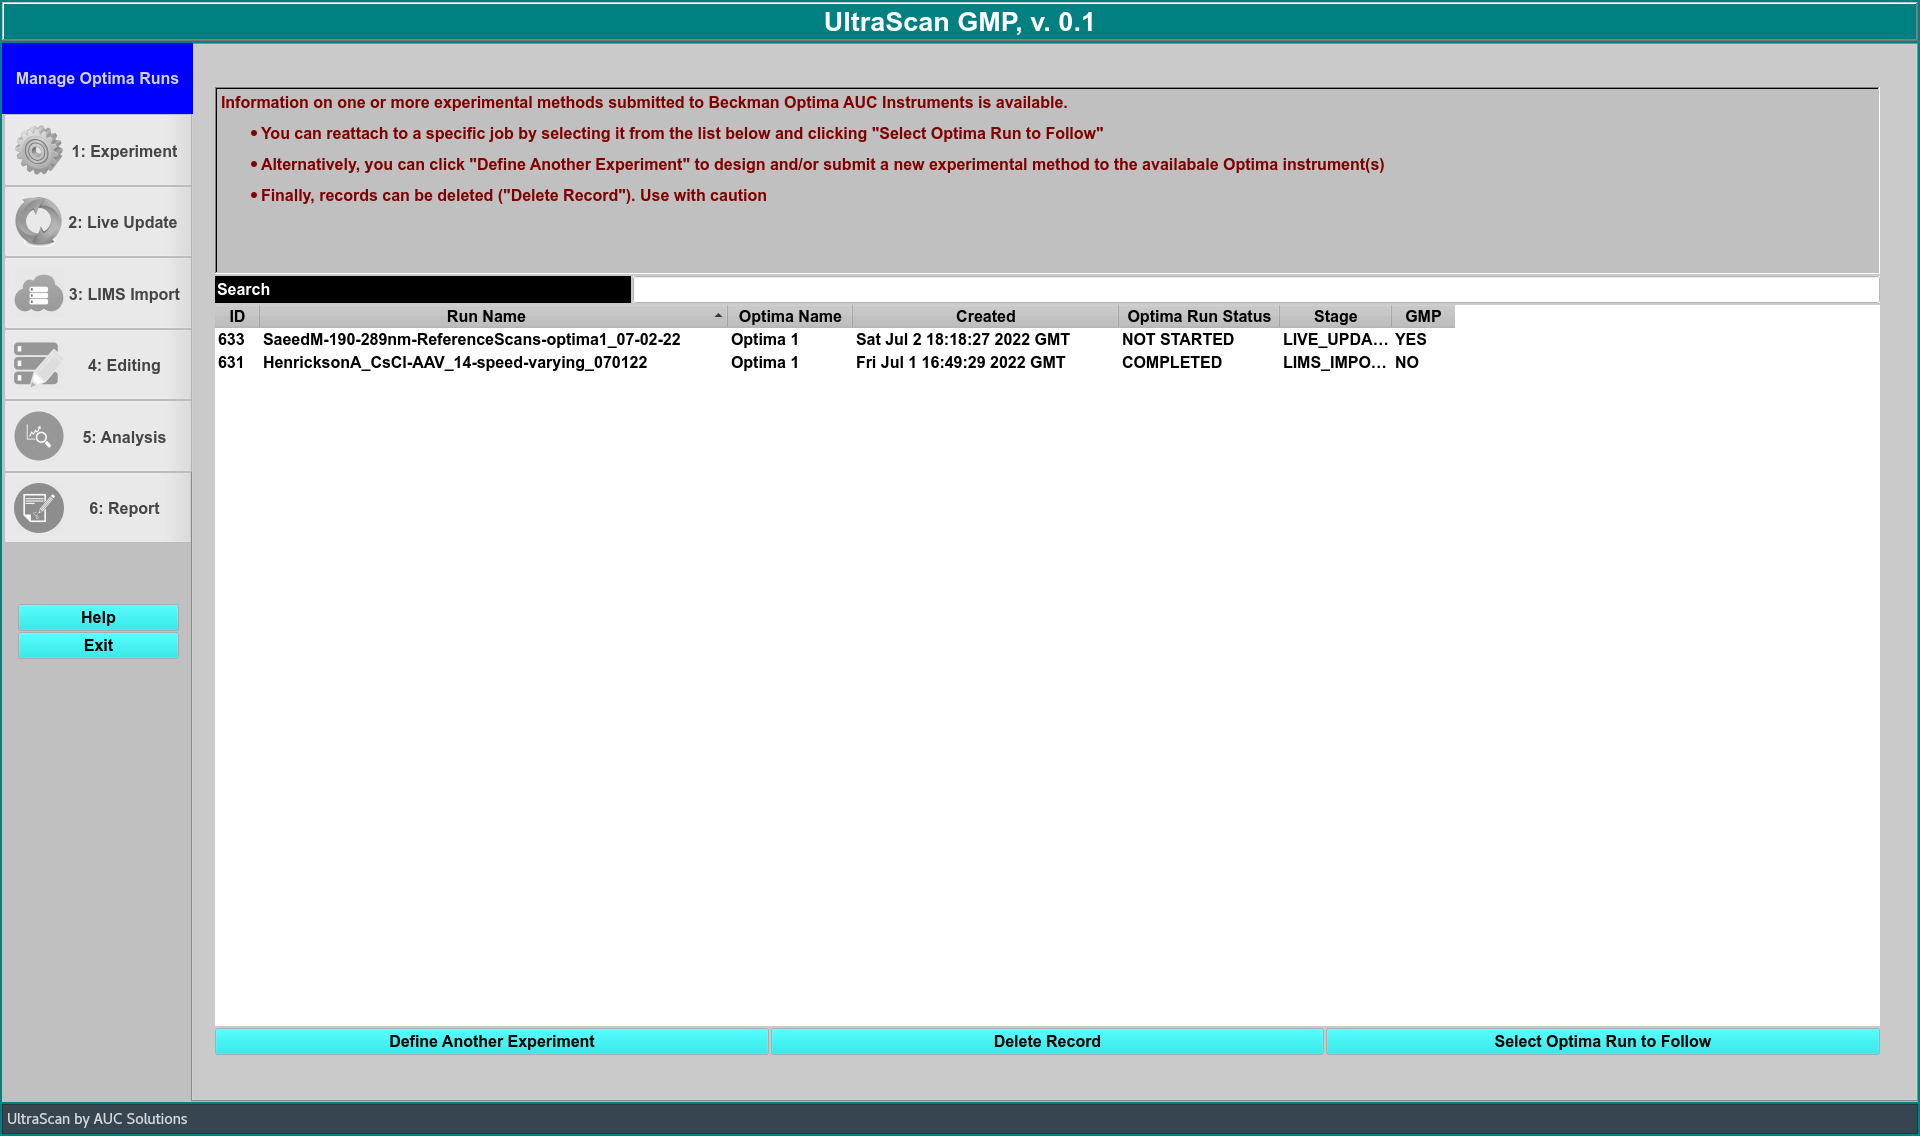 UltraScan GMP, v. 0.1
Manage Optima Runs
1: Experiment
2: Live Update
3: LIMS Import
4: Editing
5: Analysis
6: Report
Help
Exit
Information on one or more experimental methods submitted to Beckman Optima AUC Instruments is available.
• You can reattach to a specific job by selecting it from the list below and clicking "Select Optima Run to Follow"
• Alternatively, you can click "Define Another Experiment" to design and/or submit a new experimental method to the availabale Optima instrument(s)
• Finally, records can be deleted ("Delete Record"). Use with caution
Search
ID Run Name Optima Name Created Optima Run Status Stage GMP
633 SaeedM-190-289nm-ReferenceScans-optima1_07-02-22 Optima 1 Sat Jul 2 18:18:27 2022 GMT NOT STARTED LIVE_UPDA... YES
631 HenricksonA_CsCl-AAV_14-speed-varying_070122 Optima 1 Fri Jul 1 16:49:29 2022 GMT COMPLETED LIMS_IMPO... NO
Define Another Experiment Delete Record Select Optima Run to Follow
UltraScan by AUC Solutions